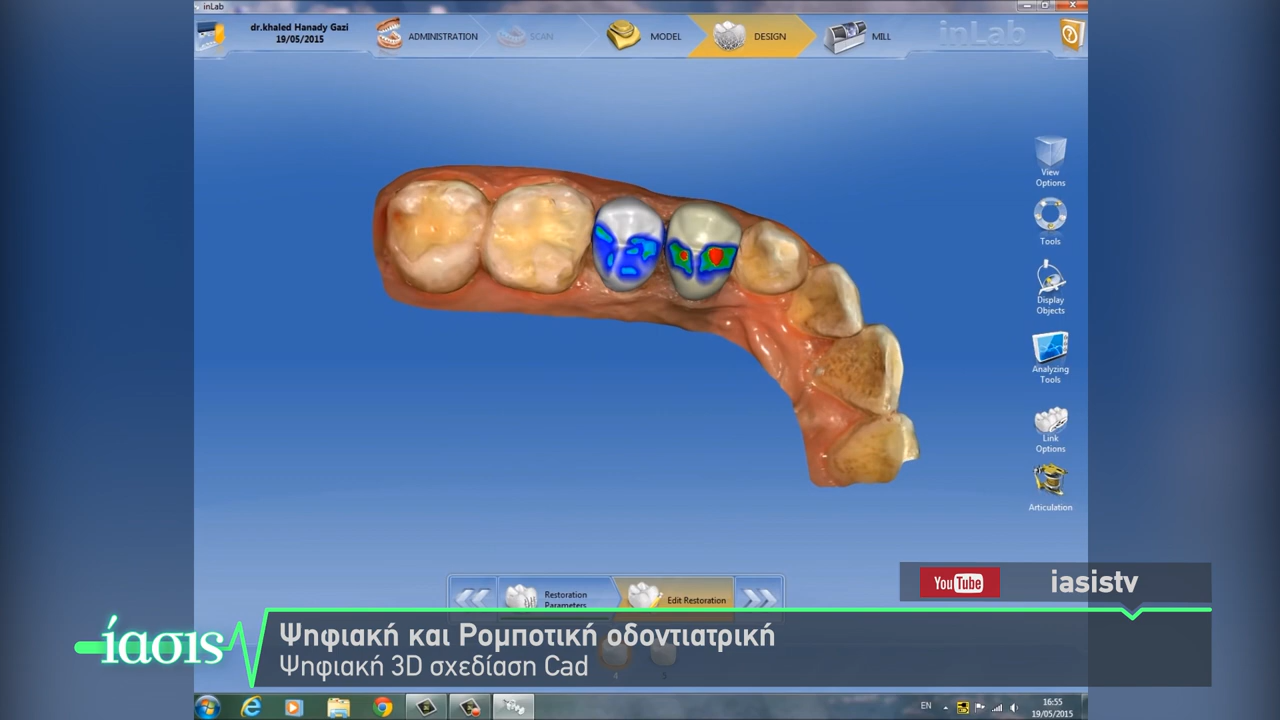 inLab
dr.khaled Hanady Gazi
19/05/2015
ADMINISTRATION
SCAN
MODEL
DESIGN
MILL
inLab
View
Options
Tools
Display
Objects
Analyzing
Tools
Link
Options
Articulation
Restoration
Parameters
Edit Restoration
YouTube
iasistv
ίασις
Ψηφιακή και Ρομποτική οδοντιατρική
Ψηφιακή 3D σχεδίαση Cad
4
5
EN
16:55
19/05/2015